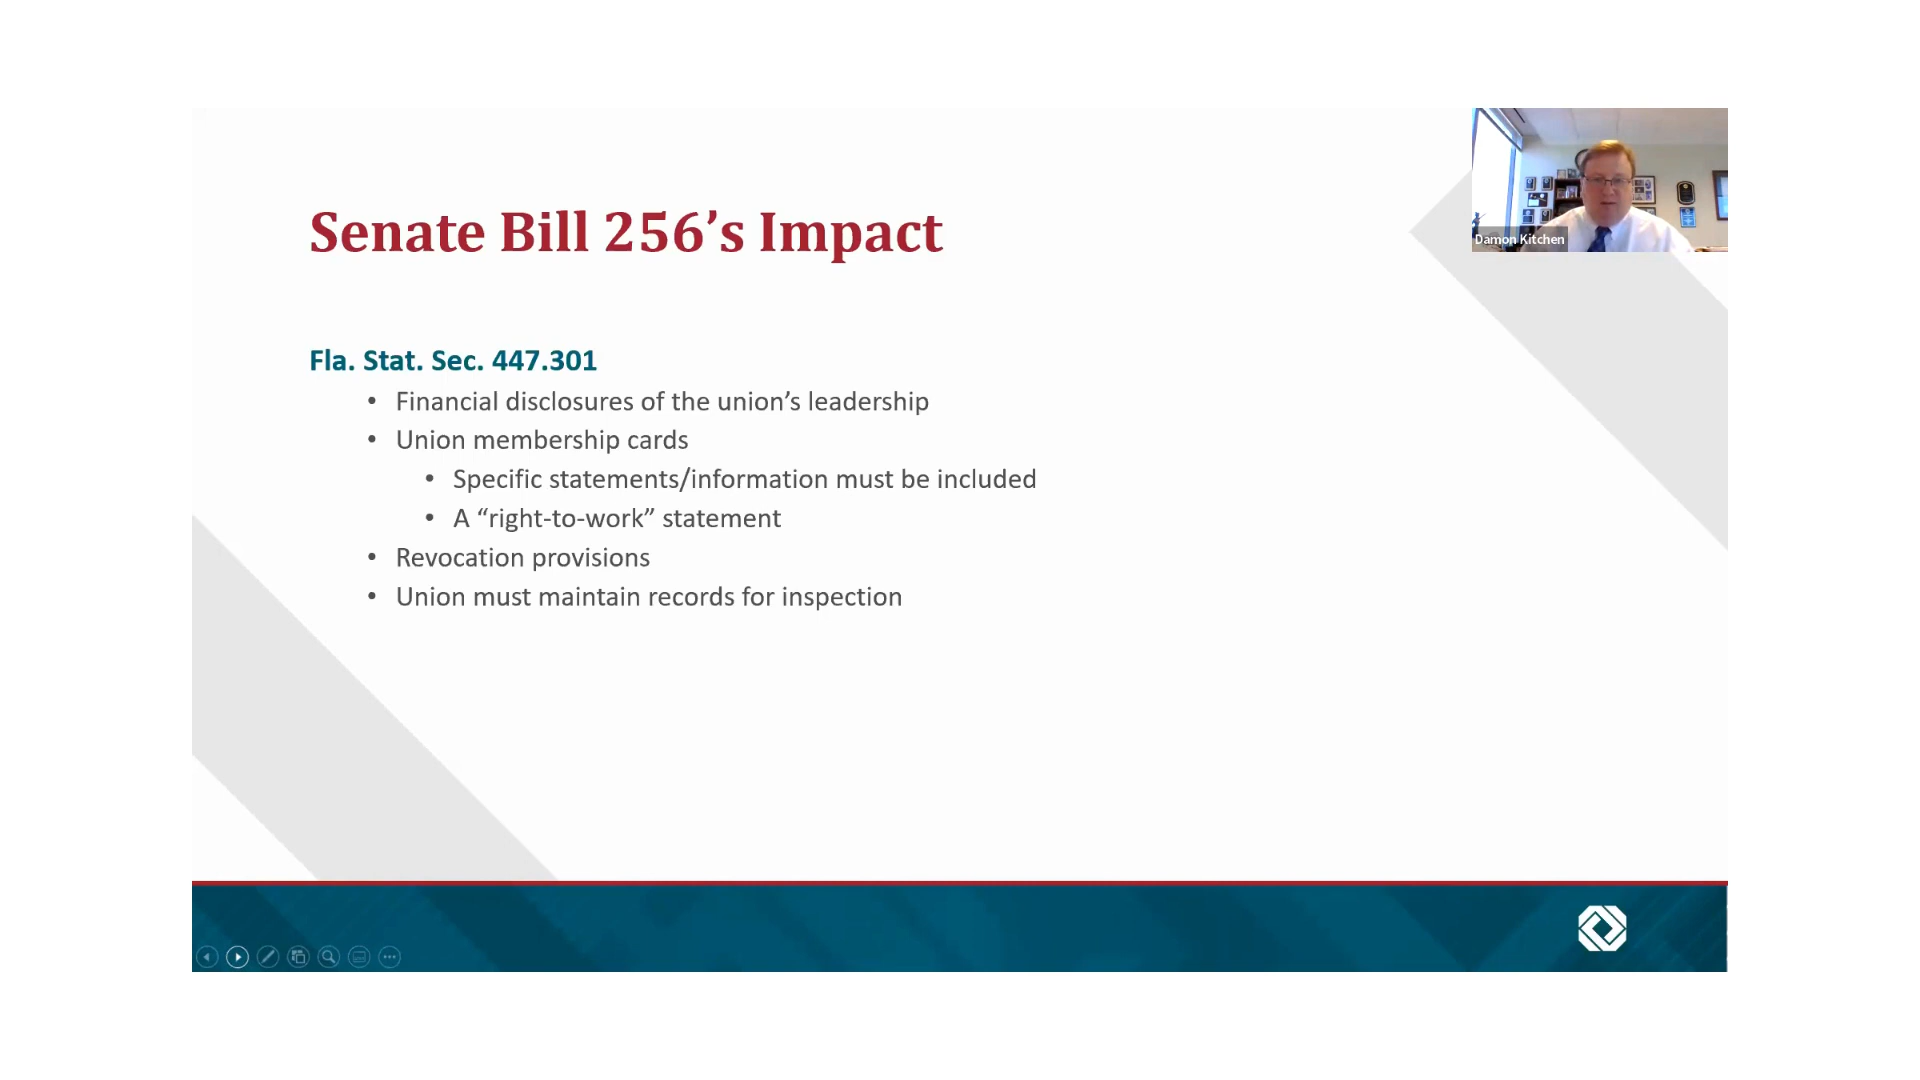 Senate Bill 256’s Impact
Damon Kitchen
Fla. Stat. Sec. 447.301
• Financial disclosures of the union’s leadership
• Union membership cards
• Specific statements/information must be included
• A “right-to-work” statement
• Revocation provisions
• Union must maintain records for inspection